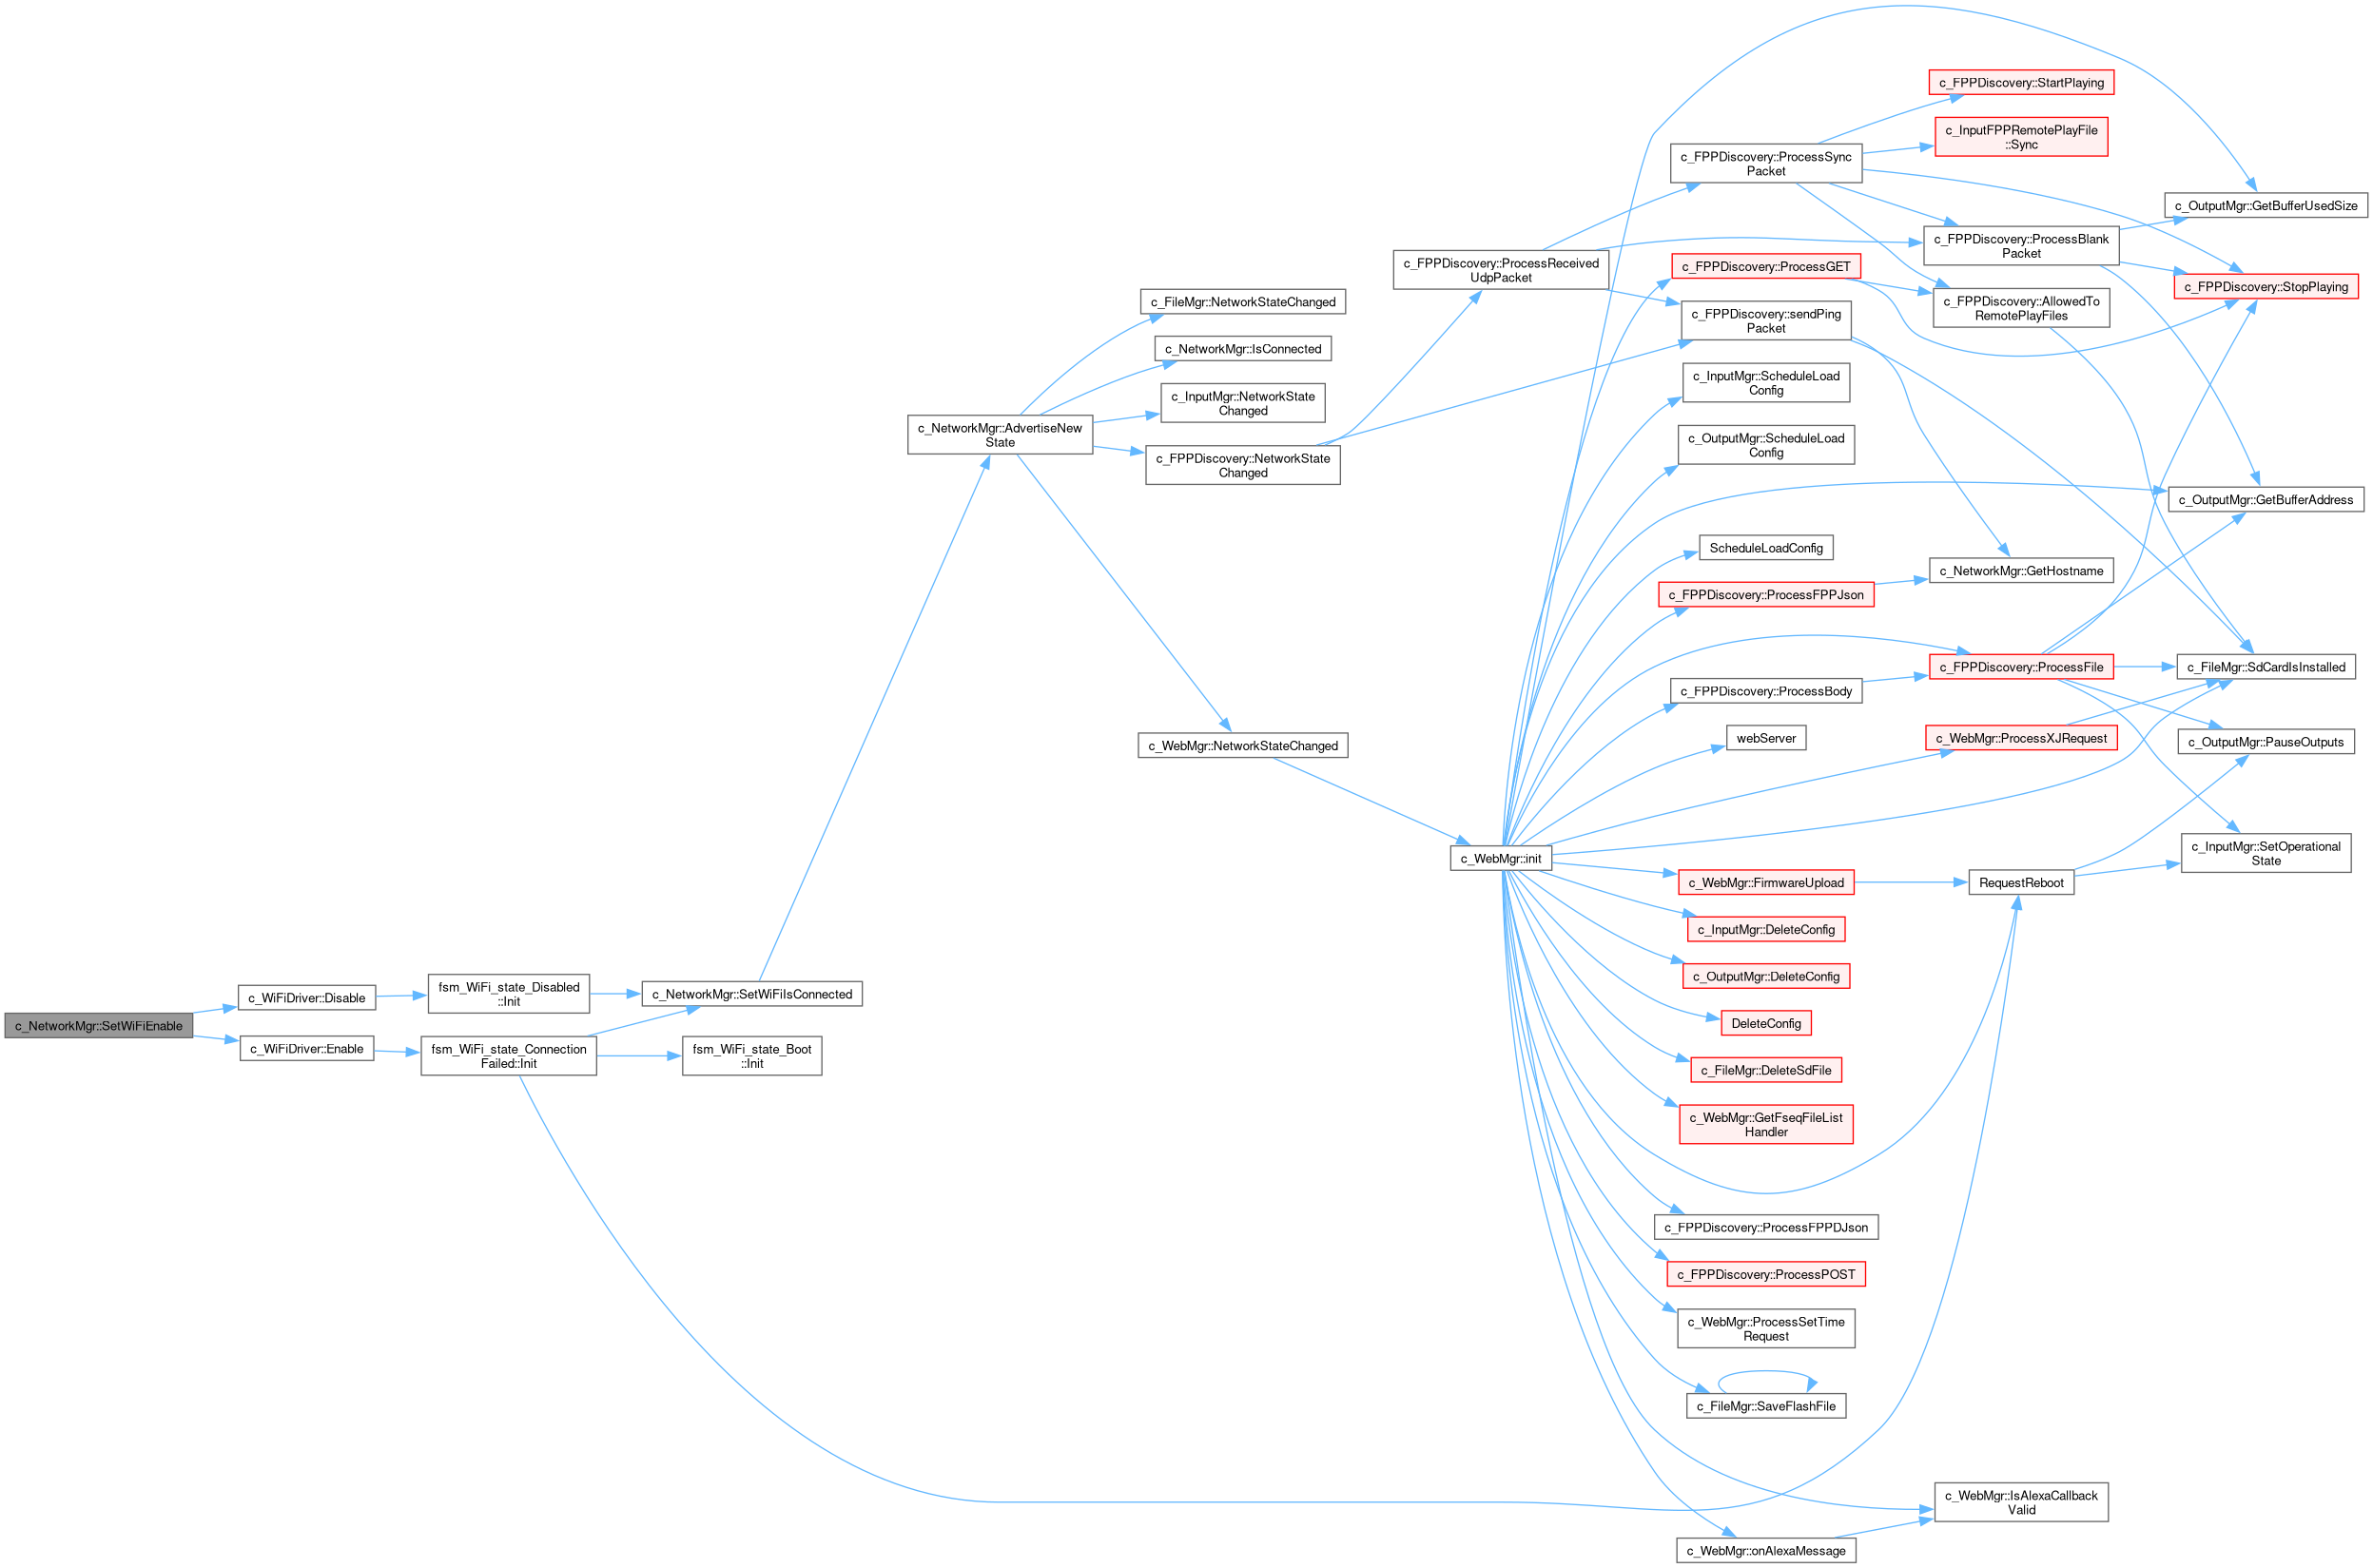 c_NetworkMgr::SetWiFiEnable
c_WiFiDriver::Disable
c_WiFiDriver::Enable
fsm_WiFi_state_Disabled
::Init
fsm_WiFi_state_Connection
Failed::Init
c_NetworkMgr::SetWiFiIsConnected
fsm_WiFi_state_Boot
::Init
c_NetworkMgr::AdvertiseNew
State
c_FileMgr::NetworkStateChanged
c_NetworkMgr::IsConnected
c_InputMgr::NetworkState
Changed
c_FPPDiscovery::NetworkState
Changed
c_WebMgr::NetworkStateChanged
c_FPPDiscovery::ProcessReceived
UdpPacket
c_WebMgr::init
c_FPPDiscovery::ProcessSync
Packet
c_FPPDiscovery::ProcessGET
c_FPPDiscovery::sendPing
Packet
c_InputMgr::ScheduleLoad
Config
c_OutputMgr::ScheduleLoad
Config
ScheduleLoadConfig
c_FPPDiscovery::ProcessFPPJson
c_FPPDiscovery::ProcessBody
webServer
c_WebMgr::FirmwareUpload
c_InputMgr::DeleteConfig
c_OutputMgr::DeleteConfig
DeleteConfig
c_FileMgr::DeleteSdFile
c_WebMgr::GetFseqFileList
Handler
c_FPPDiscovery::ProcessFPPDJson
c_FPPDiscovery::ProcessPOST
c_WebMgr::ProcessSetTime
Request
c_FileMgr::SaveFlashFile
c_WebMgr::onAlexaMessage
c_FPPDiscovery::StartPlaying
c_InputFPPRemotePlayFile
::Sync
c_FPPDiscovery::ProcessBlank
Packet
c_FPPDiscovery::AllowedTo
RemotePlayFiles
c_NetworkMgr::GetHostname
c_FPPDiscovery::ProcessFile
c_WebMgr::ProcessXJRequest
RequestReboot
c_WebMgr::IsAlexaCallback
Valid
c_OutputMgr::GetBufferUsedSize
c_FPPDiscovery::StopPlaying
c_OutputMgr::GetBufferAddress
c_FileMgr::SdCardIsInstalled
c_OutputMgr::PauseOutputs
c_InputMgr::SetOperational
State